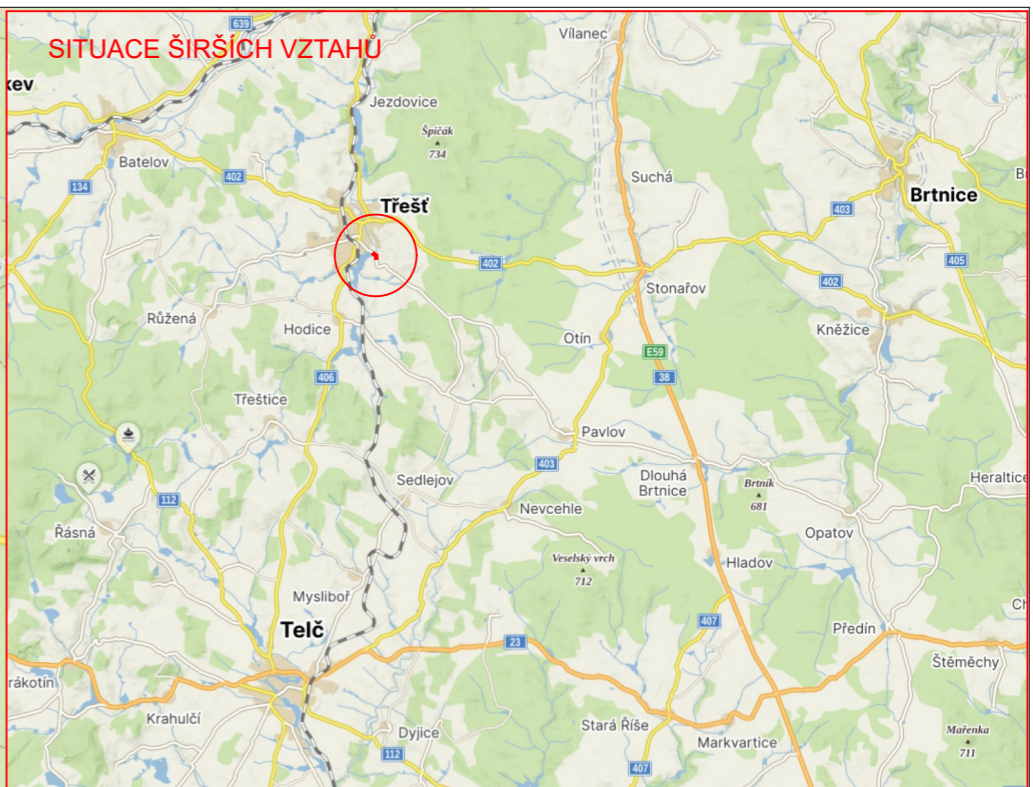 SITUACE ŠIRŠÍCH VZTAHŮ
639
Vílanec
kev
Jezdovice
Špičák
734
Batelov
402
134
Suchá
Třešť
Brtnice
403
405
402
402
Stonařov
Růžená
Hodice
Otín
Kněžice
E59
38
406
Třeštice
Pavlov
403
Sedlejov
Dlouhá
Brtnice
Brtník
681
Heraltice
112
Nevcehle
Řásná
Opatov
Veselský vrch
712
Hladov
Mysliboř
407
Telč
Předín
23
Štěměchy
rákotín
Krahulčí
Dyjice
Stará Říše
Markvartice
Mařenka
711
112
407